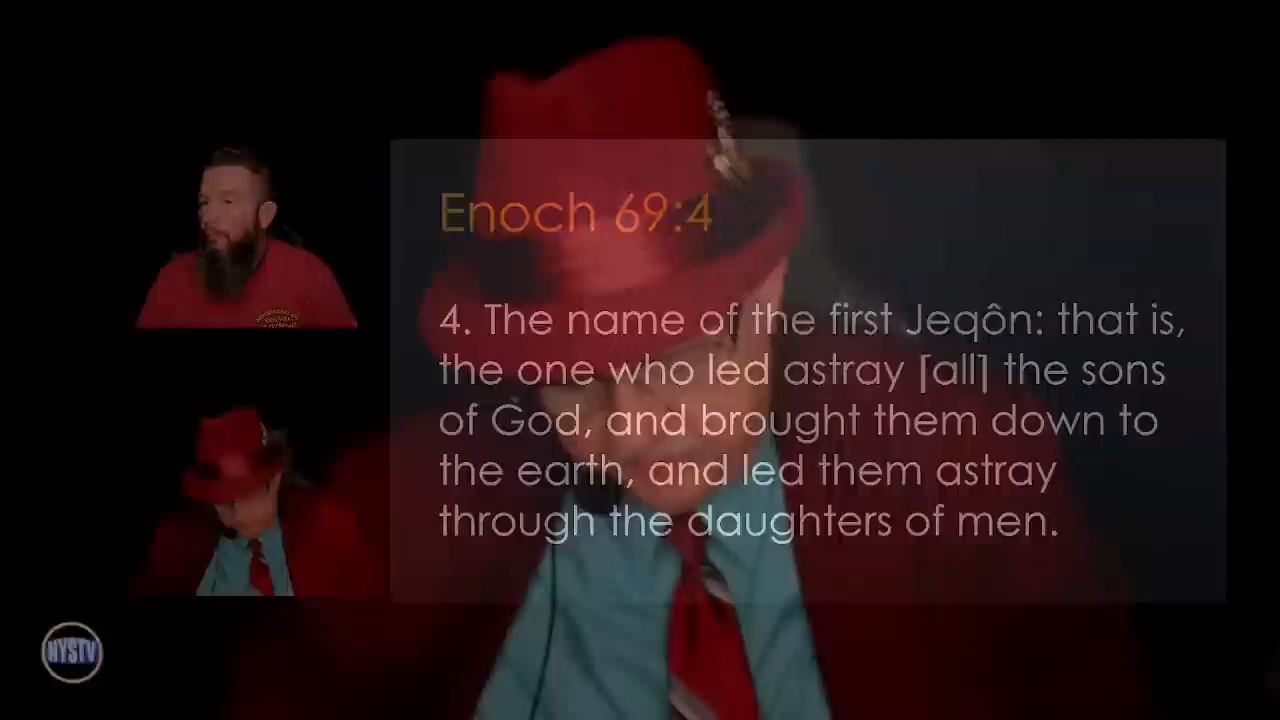 Enoch 69:4
4. The name of the first Jeqôn: that is,
the one who led astray ⌈all⌉ the sons
of God, and brought them down to
the earth, and led them astray
through the daughters of men.
NYSTV